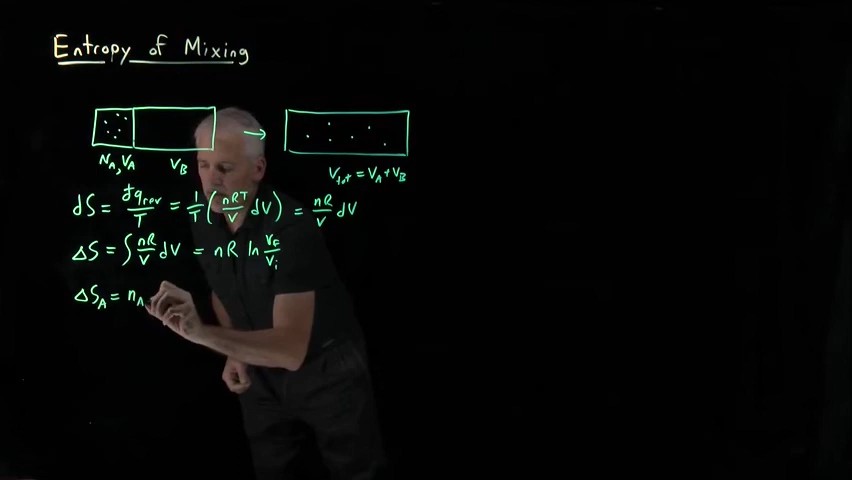 Entropy of Mixing
N_A, V_A V_B V_tot = V_A + V_B
dS = đq_rev/T = 1/T (nRT/V dV) = nR/V dV
ΔS = ∫ nR/V dV = nR ln V_f/V_i
ΔS_A = n_A